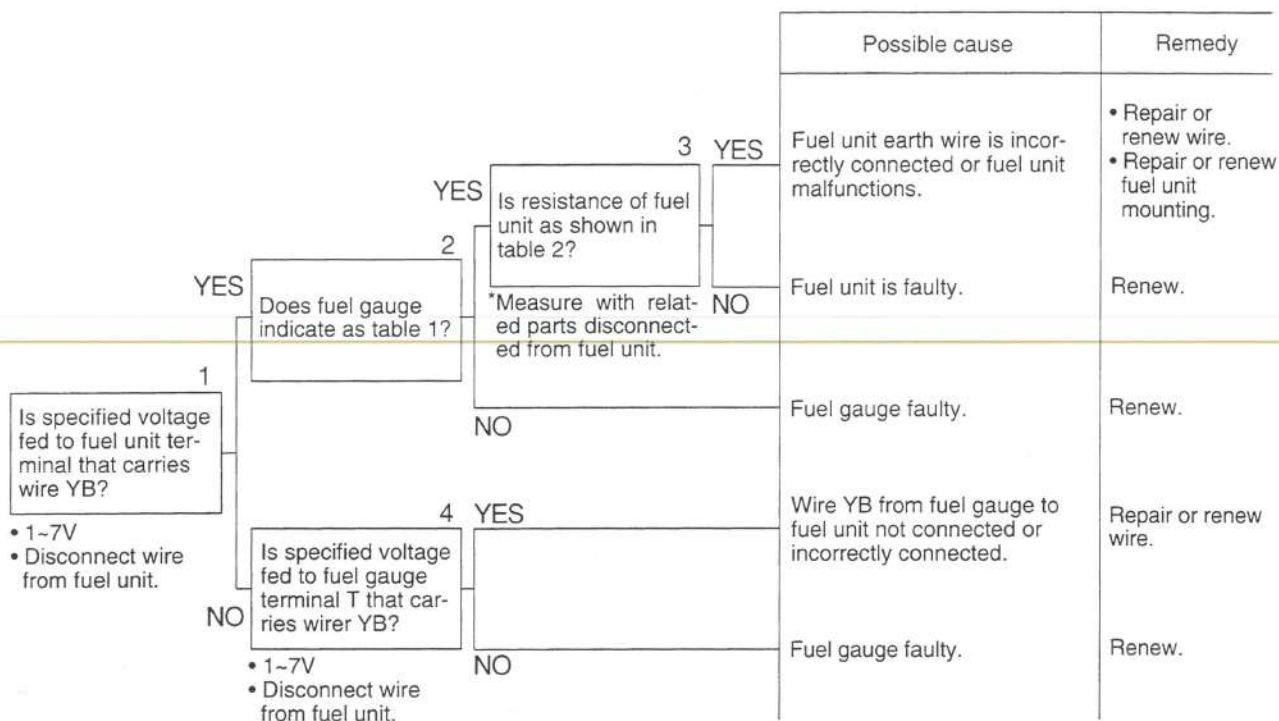 Possible cause
Remedy
3 YES
Fuel unit earth wire is incor-
rectly connected or fuel unit
malfunctions.
• Repair or
renew wire.
• Repair or renew
fuel unit
mounting.
YES
Is resistance of fuel
unit as shown in
table 2?
2
YES
Does fuel gauge
indicate as table 1?
*Measure with relat-
ed parts disconnect-
ed from fuel unit.
NO
Fuel unit is faulty.
Renew.
1
Is specified voltage
fed to fuel unit ter-
minal that carries
wire YB?
• 1~7V
• Disconnect wire
from fuel unit.
NO
Fuel gauge faulty.
Renew.
4 YES
Wire YB from fuel gauge to
fuel unit not connected or
incorrectly connected.
Repair or renew
wire.
NO
Is specified voltage
fed to fuel gauge
terminal T that car-
ries wirer YB?
• 1~7V
• Disconnect wire
from fuel unit.
NO
Fuel gauge faulty.
Renew.